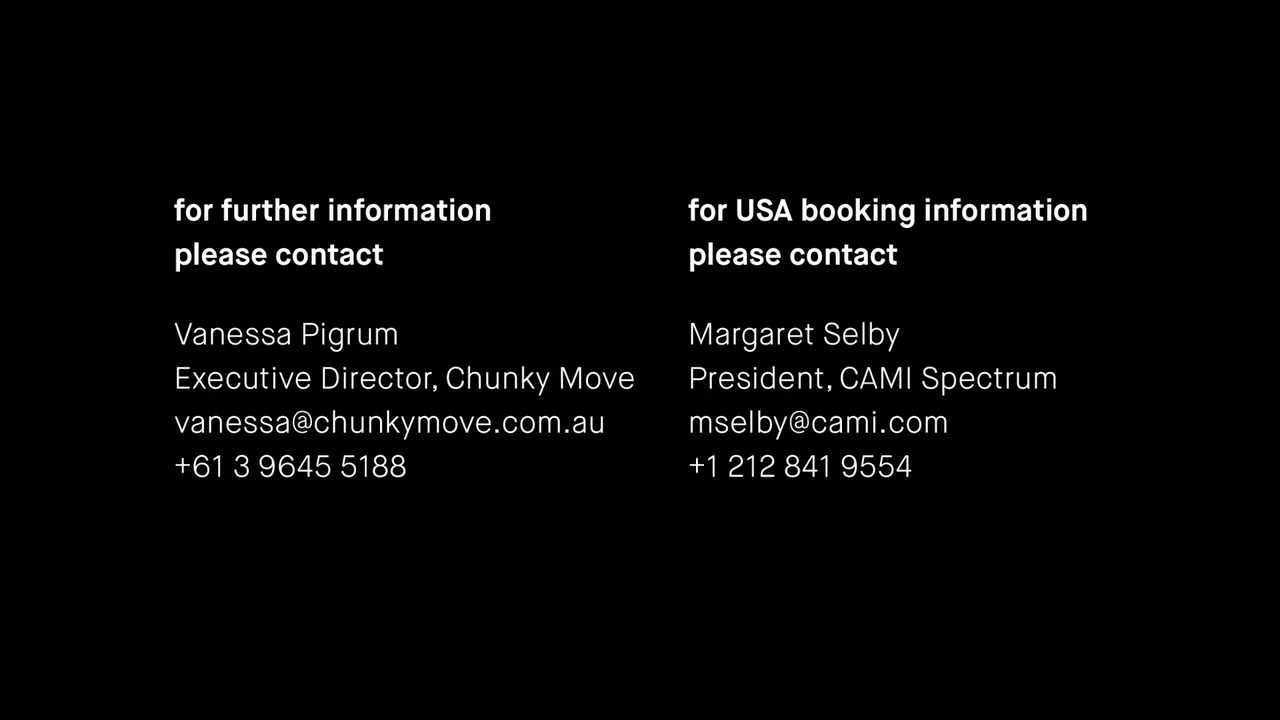 for further information
please contact
Vanessa Pigrum
Executive Director, Chunky Move
vanessa@chunkymove.com.au
+61 3 9645 5188
for USA booking information
please contact
Margaret Selby
President, CAMI Spectrum
mselby@cami.com
+1 212 841 9554